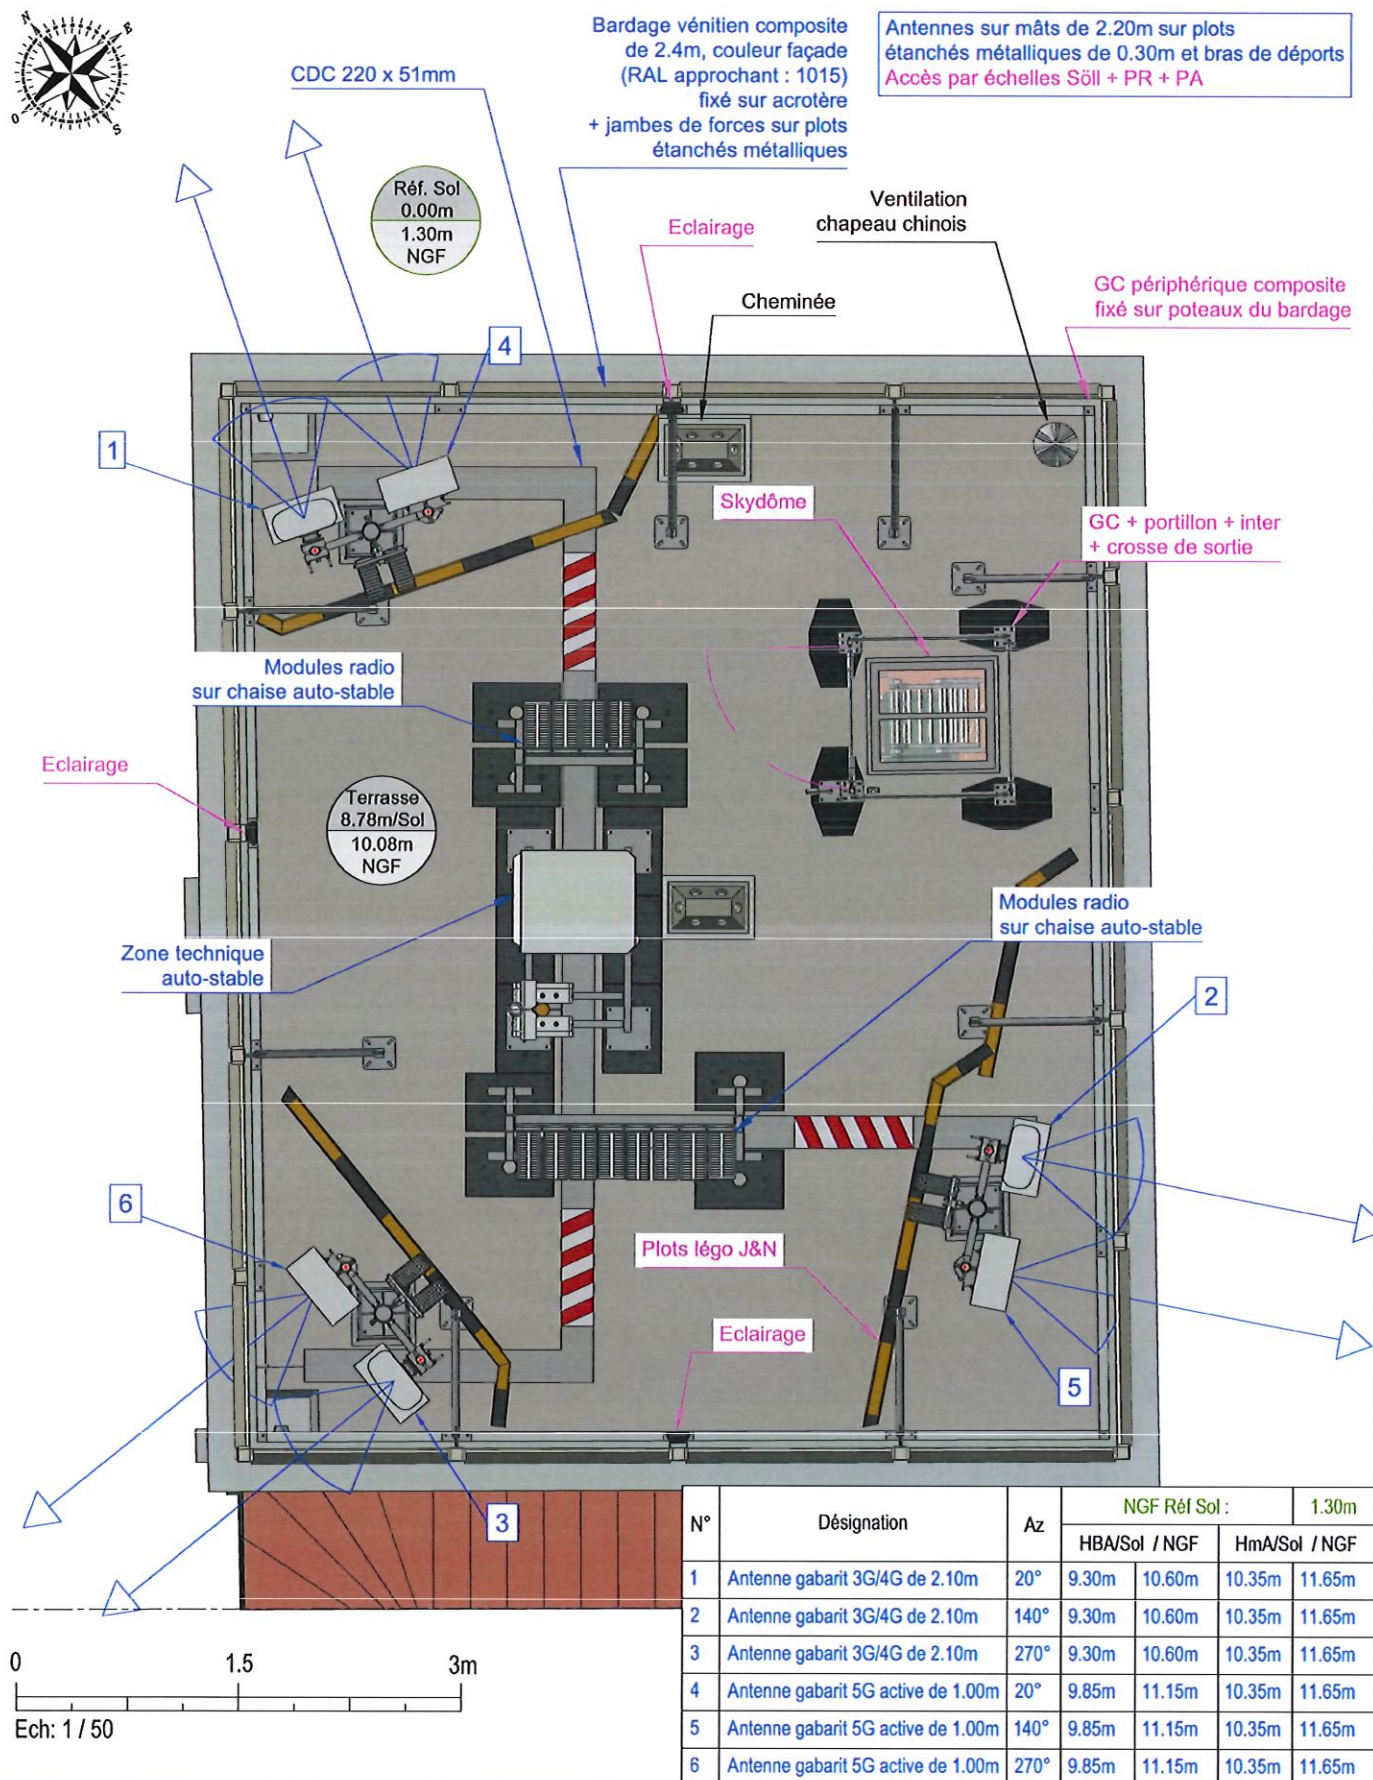 N
E
O
S
CDC 220 x 51mm
Bardage vénitien composite
de 2.4m, couleur façade
(RAL approchant : 1015)
fixé sur acrotère
+ jambes de forces sur plots
étanchés métalliques
Antennes sur mâts de 2.20m sur plots
étanchés métalliques de 0.30m et bras de déports
Accès par échelles Söll + PR + PA
Réf. Sol
0.00m
1.30m
NGF
Eclairage
Ventilation
chapeau chinois
Cheminée
GC périphérique composite
fixé sur poteaux du bardage
4
1
Skydôme
GC + portillon + inter
+ crosse de sortie
Modules radio
sur chaise auto-stable
Eclairage
Terrasse
8.78m/Sol
10.08m
NGF
Modules radio
sur chaise auto-stable
Zone technique
auto-stable
2
6
Plots légo J&N
Eclairage
5
3
N° Désignation Az NGF Réf Sol : 1.30m
HBA/Sol / NGF HmA/Sol / NGF
1 Antenne gabarit 3G/4G de 2.10m 20° 9.30m 10.60m 10.35m 11.65m
2 Antenne gabarit 3G/4G de 2.10m 140° 9.30m 10.60m 10.35m 11.65m
3 Antenne gabarit 3G/4G de 2.10m 270° 9.30m 10.60m 10.35m 11.65m
4 Antenne gabarit 5G active de 1.00m 20° 9.85m 11.15m 10.35m 11.65m
5 Antenne gabarit 5G active de 1.00m 140° 9.85m 11.15m 10.35m 11.65m
6 Antenne gabarit 5G active de 1.00m 270° 9.85m 11.15m 10.35m 11.65m
0 1.5 3m
Ech: 1 / 50